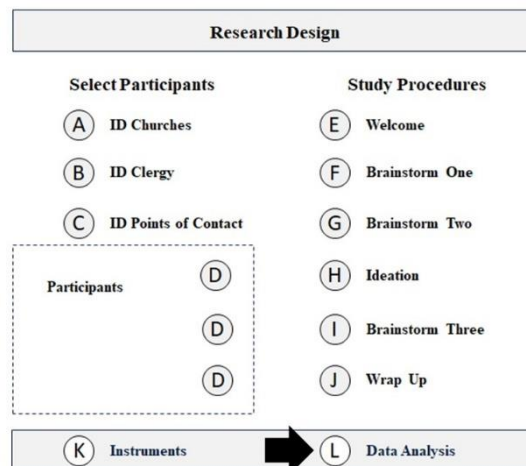 Research Design
Select Participants
A ID Churches
B ID Clergy
C ID Points of Contact
Participants
D
D
D
Study Procedures
E Welcome
F Brainstorm One
G Brainstorm Two
H Ideation
I Brainstorm Three
J Wrap Up
K Instruments
L Data Analysis